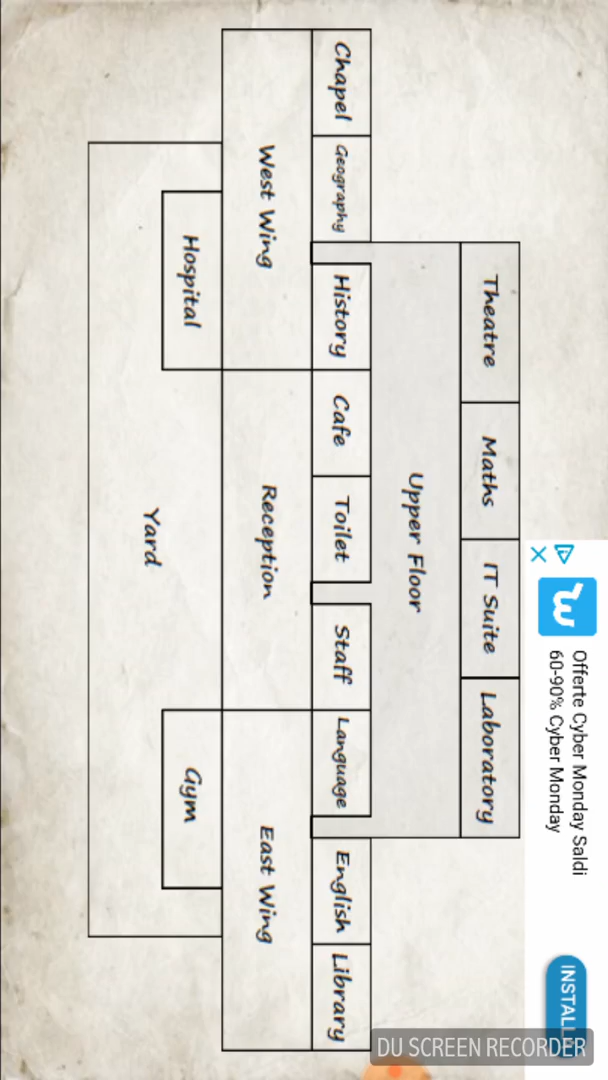 Offerte Cyber Monday Saldi
60-90% Cyber Monday
INSTALLA
Theatre
Maths
IT Suite
Laboratory
Upper Floor
Chapel
Geography
History
Cafe
Toilet
Staff
Language
English
Library
West Wing
Reception
East Wing
Hospital
Gym
Yard
DU SCREEN RECORDER